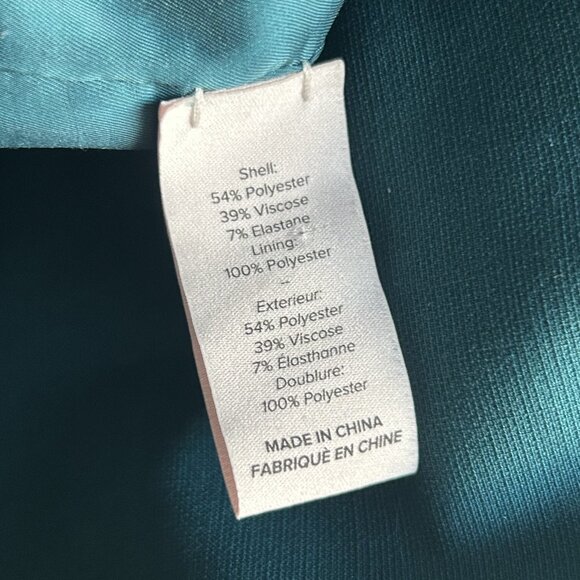 Shell:
54% Polyester
39% Viscose
7% Elastane
Lining:
100% Polyester
--
Exterieur:
54% Polyester
39% Viscose
7% Élasthanne
Doublure:
100% Polyester
MADE IN CHINA
FABRIQUÈ EN CHINE